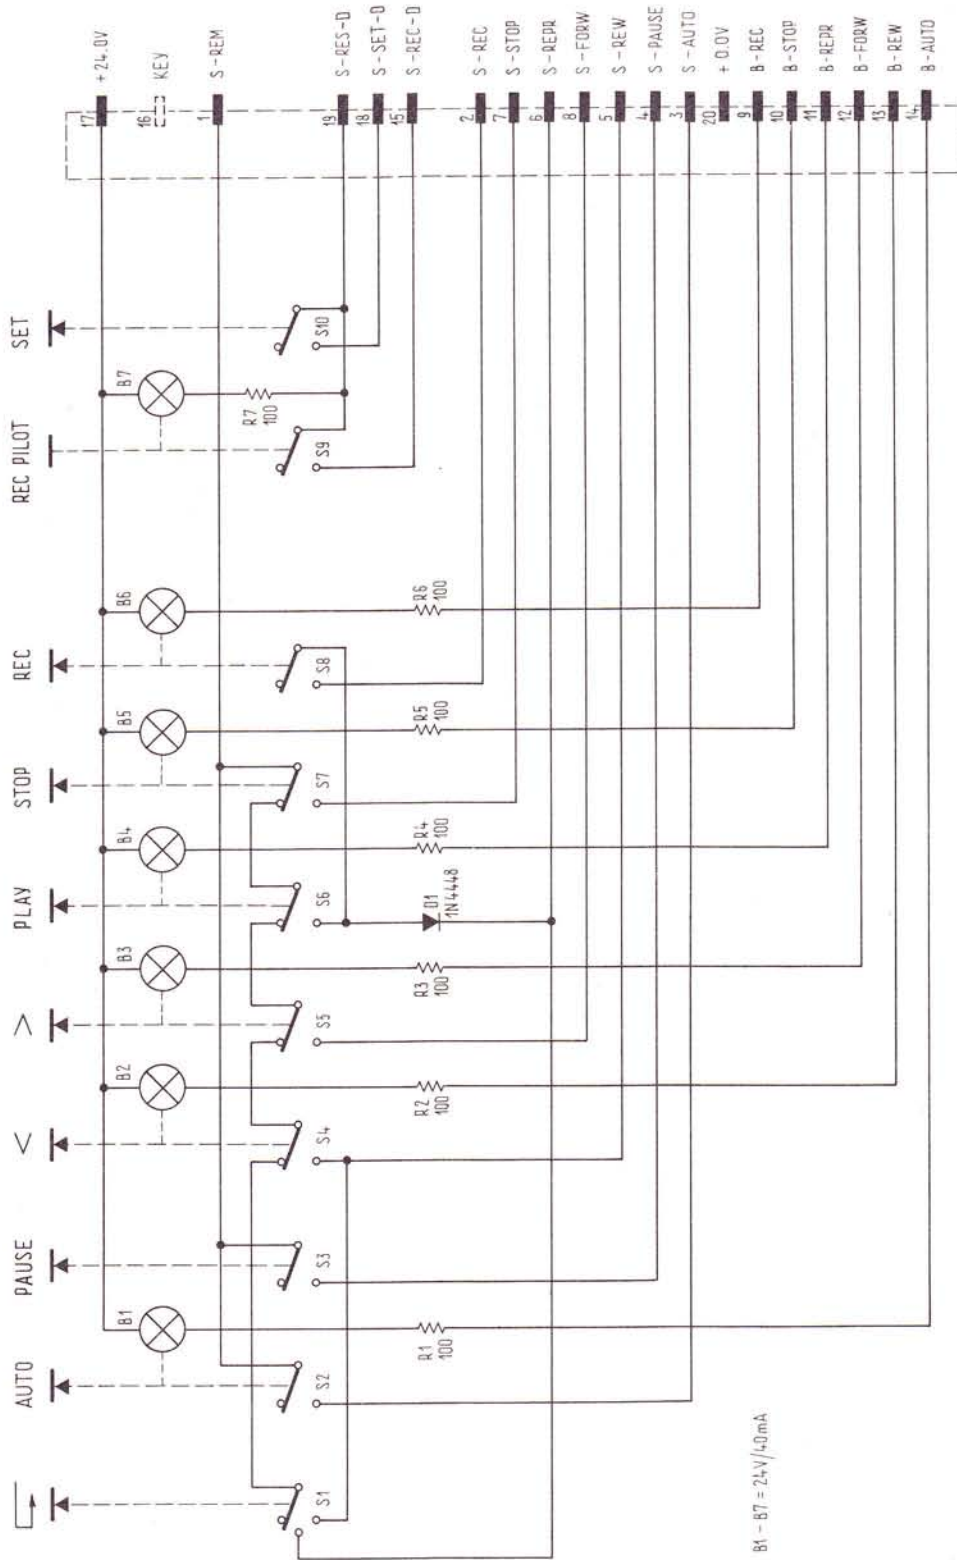 AUTO
PAUSE
<
>
PLAY
STOP
REC
REC PILOT
SET
B1
B2
B3
B4
B5
B6
B7
S1
S2
S3
S4
S5
S6
S7
S8
S9
S10
R1
100
R2
100
R3
100
R4
100
R5
100
R6
100
R7
100
D1
1N4448
17 +24.0V
16 KEY
1 S-REM
19 S-RES-D
18 S-SET-D
15 S-REC-D
2 S-REC
7 S-STOP
6 S-REPR
8 S-FORW
5 S-REW
4 S-PAUSE
3 S-AUTO
20 +0.0V
9 B-REC
10 B-STOP
11 B-REPR
12 B-FORW
13 B-REW
14 B-AUTO
B1 - B7 = 24V/40mA